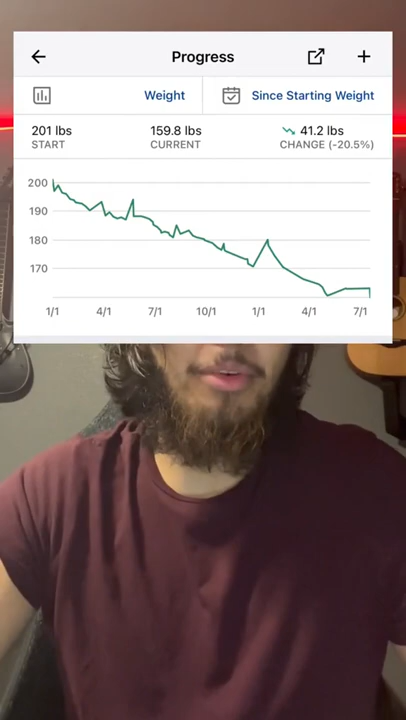 Progress
Weight
Since Starting Weight
201 lbs 159.8 lbs 41.2 lbs
START CURRENT CHANGE (-20.5%)
200
190
180
170
1/1 4/1 7/1 10/1 1/1 4/1 7/1